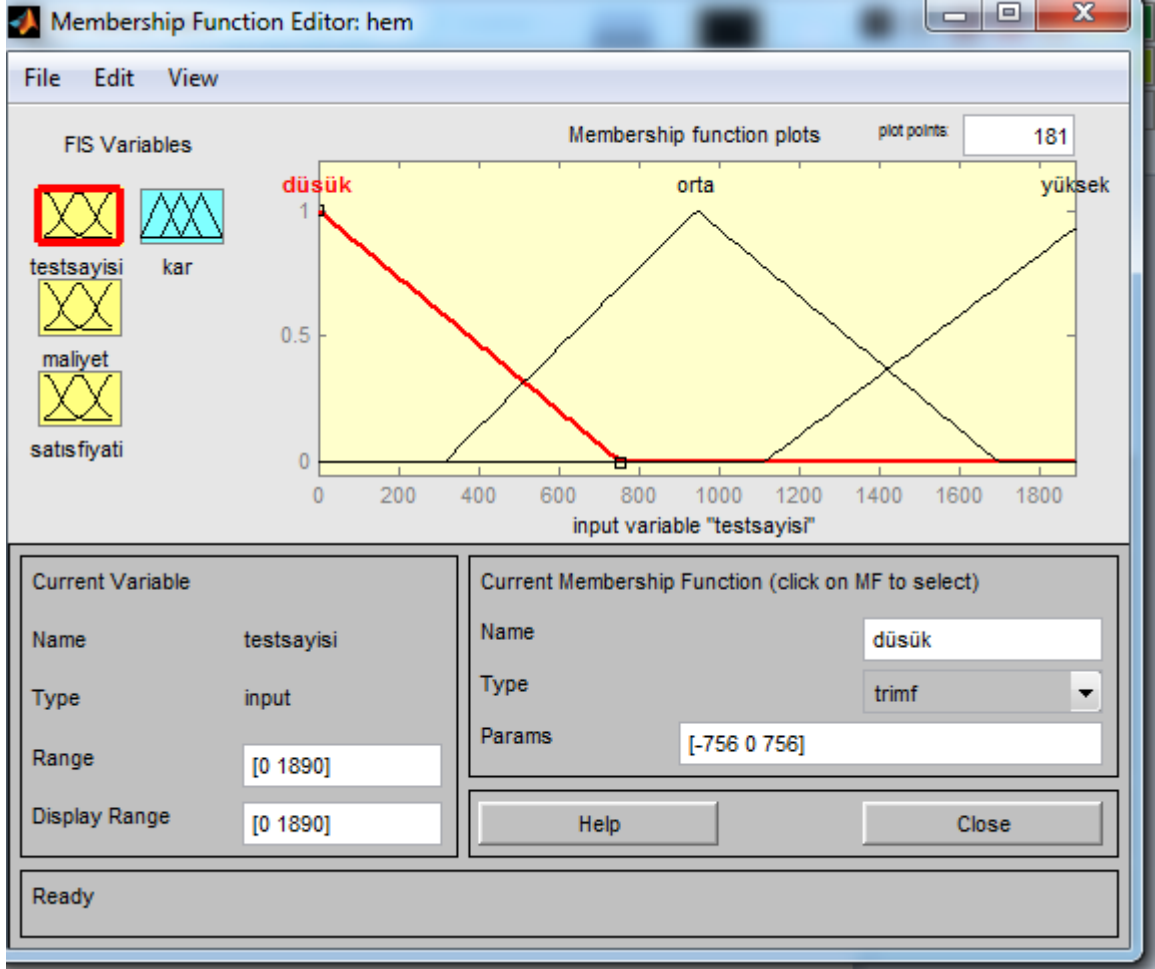 Membership Function Editor: hem
File Edit View
FIS Variables
Membership function plots
plot points:
181
testsayisi
kar
maliyet
satısfiyati
düsük
orta
yüksek
1
0.5
0
0 200 400 600 800 1000 1200 1400 1600 1800
input variable "testsayisi"
Current Variable
Name testsayisi
Type input
Range [0 1890]
Display Range [0 1890]
Current Membership Function (click on MF to select)
Name düsük
Type trimf
Params [-756 0 756]
Help
Close
Ready